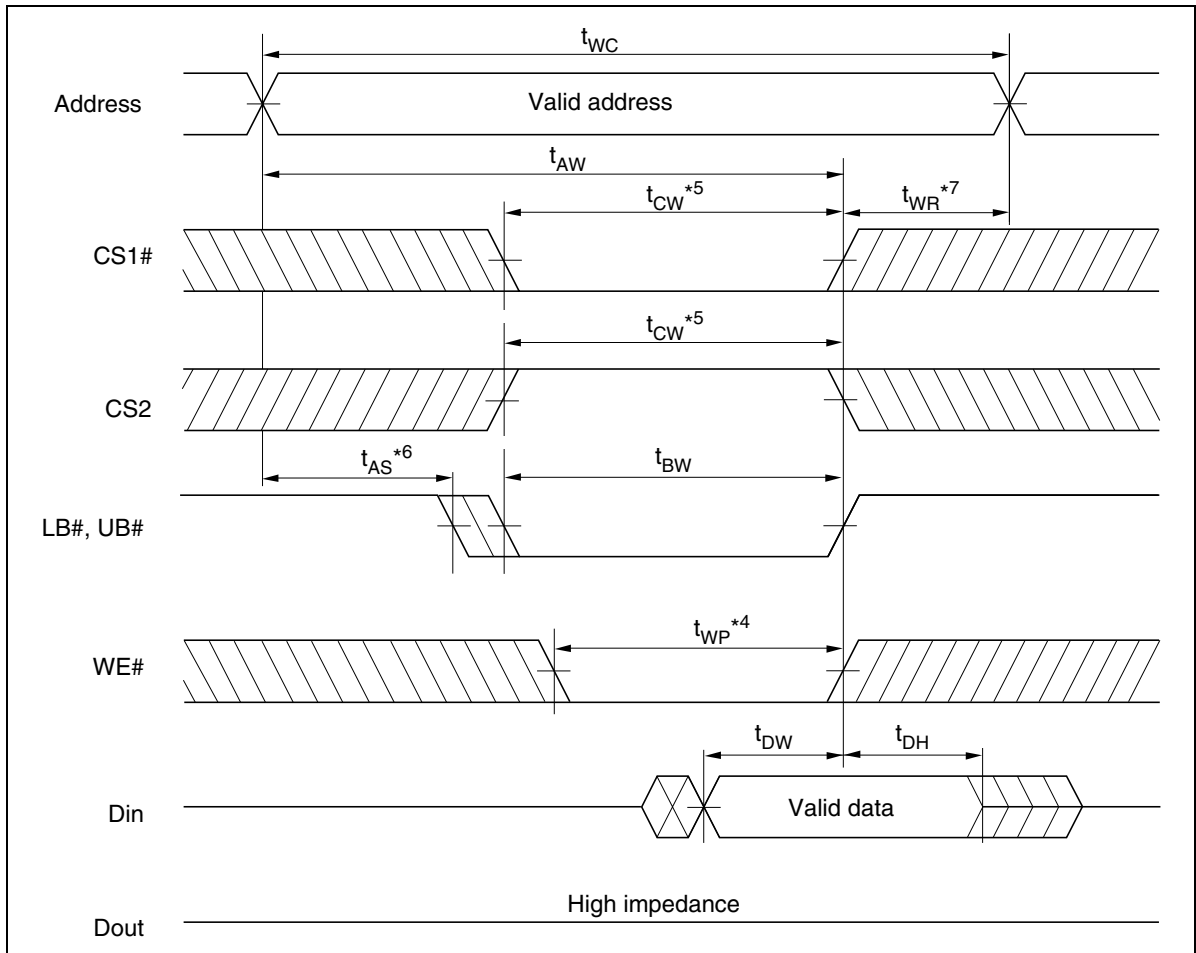 tWC
Address
Valid address
tAW
tCW*5
tWR*7
CS1#
tCW*5
CS2
tAS*6
tBW
LB#, UB#
tWP*4
WE#
tDW
tDH
Din
Valid data
High impedance
Dout